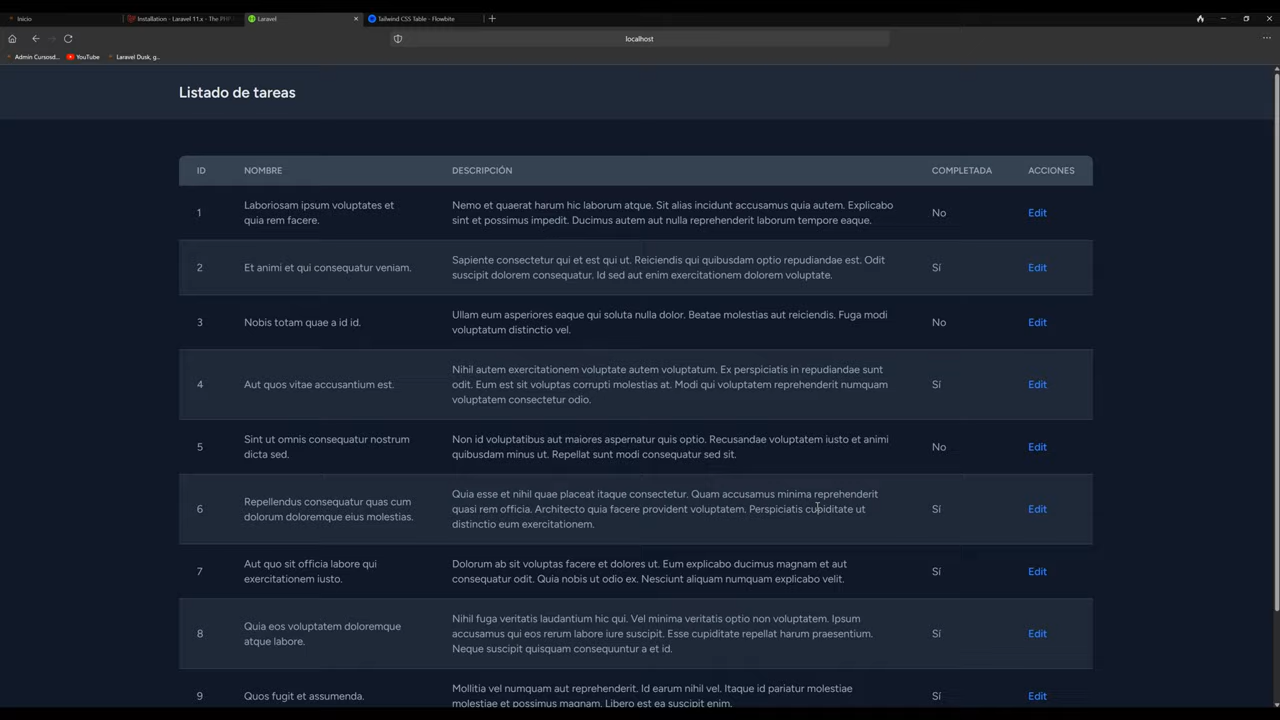 Inicio
Installation - Laravel 11.x - The PHP
Laravel
Tailwind CSS Table - Flowbite
localhost
Admin Cursosd...
YouTube
Laravel Dusk, g...
Listado de tareas
ID NOMBRE DESCRIPCIÓN COMPLETADA ACCIONES
1
Laboriosam ipsum voluptates et
quia rem facere.
Nemo et quaerat harum hic laborum atque. Sit alias incidunt accusamus quia autem. Explicabo
sint et possimus impedit. Ducimus autem aut nulla reprehenderit laborum tempore eaque.
No
Edit
2
Et animi et qui consequatur veniam.
Sapiente consectetur qui et est qui ut. Reiciendis qui quibusdam optio repudiandae est. Odit
suscipit dolorem consequatur. Id sed aut enim exercitationem dolorem voluptate.
Sí
Edit
3
Nobis totam quae a id id.
Ullam eum asperiores eaque qui soluta nulla dolor. Beatae molestias aut reiciendis. Fuga modi
voluptatum distinctio vel.
No
Edit
4
Aut quos vitae accusantium est.
Nihil autem exercitationem voluptate autem voluptatum. Ex perspiciatis in repudiandae sunt
odit. Eum est sit voluptas corrupti molestias at. Modi qui voluptatem reprehenderit numquam
voluptatem consectetur odio.
Sí
Edit
5
Sint ut omnis consequatur nostrum
dicta sed.
Non id voluptatibus aut maiores aspernatur quis optio. Recusandae voluptatem iusto et animi
quibusdam minus ut. Repellat sunt modi consequatur sed sit.
No
Edit
6
Repellendus consequatur quas cum
dolorum doloremque eius molestias.
Quia esse et nihil quae placeat itaque consectetur. Quam accusamus minima reprehenderit
quasi rem officia. Architecto quia facere provident voluptatem. Perspiciatis cupiditate ut
distinctio eum exercitationem.
Sí
Edit
7
Aut quo sit officia labore qui
exercitationem iusto.
Dolorum ab sit voluptas facere et dolores ut. Eum explicabo ducimus magnam et aut
consequatur odit. Quia nobis ut odio ex. Nesciunt aliquam numquam explicabo velit.
Sí
Edit
8
Quia eos voluptatem doloremque
atque labore.
Nihil fuga veritatis laudantium hic qui. Vel minima veritatis optio non voluptatem. Ipsum
accusamus qui eos rerum labore iure suscipit. Esse cupiditate repellat harum praesentium.
Neque suscipit quisquam consequuntur a et id.
Sí
Edit
9
Quos fugit et assumenda.
Mollitia vel numquam aut reprehenderit. Id earum nihil vel. Itaque id pariatur molestiae
molestiae et possimus magnam. Libero est ea suscipit enim.
Sí
Edit